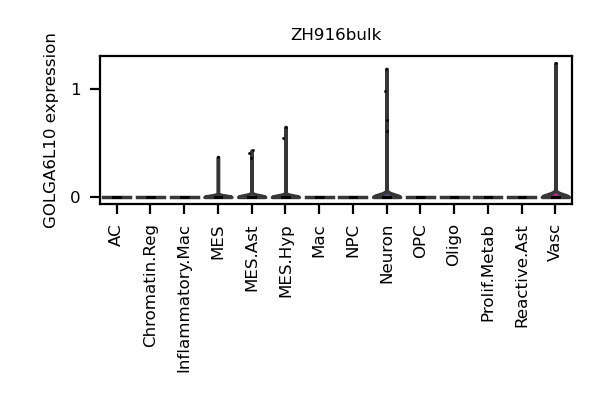 ZH916bulk
GOLGA6L10 expression
1
0
AC
Chromatin.Reg
Inflammatory.Mac
MES
MES.Ast
MES.Hyp
Mac
NPC
Neuron
OPC
Oligo
Prolif.Metab
Reactive.Ast
Vasc